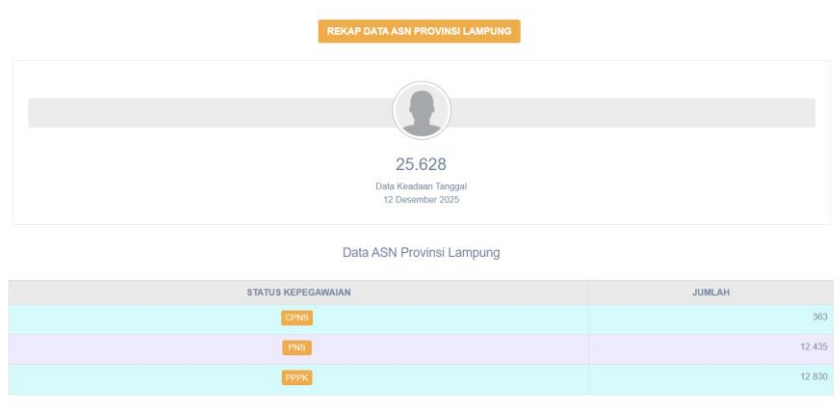 REKAP DATA ASN PROVINSI LAMPUNG
25.628
Data Keadaan Tanggal
12 Desember 2025
Data ASN Provinsi Lampung
STATUS KEPEGAWAIAN JUMLAH
CPNS 363
PNS 12.435
PPPK 12.830